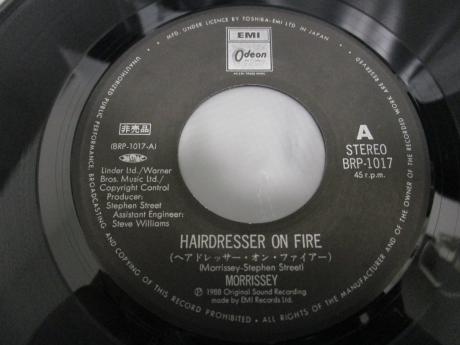 MFD. UNDER LICENCE BY TOSHIBA-EMI LTD. IN JAPAN
UNAUTHORIZED PUBLIC PERFORMANCE, BROADCASTING AND COPYING OF THIS RECORD PROHIBITED • ALL RIGHTS OF THE MANUFACTURER AND OF THE OWNER OF THE RECORDED WORK ARE RESERVED
EMI
Odeon
非売品
(BRP-1017-A)
Linder Ltd./Warner
Bros. Music Ltd./
Copyright Control
Producer:
Stephen Street
Assistant Engineer:
Steve Williams
A
STEREO
BRP-1017
45 r.p.m.
HAIRDRESSER ON FIRE
(ヘアドレッサー・オン・ファイアー)
(Morrissey-Stephen Street)
MORRISSEY
Ⓟ 1988 Original Sound Recording
made by EMI Records Ltd.